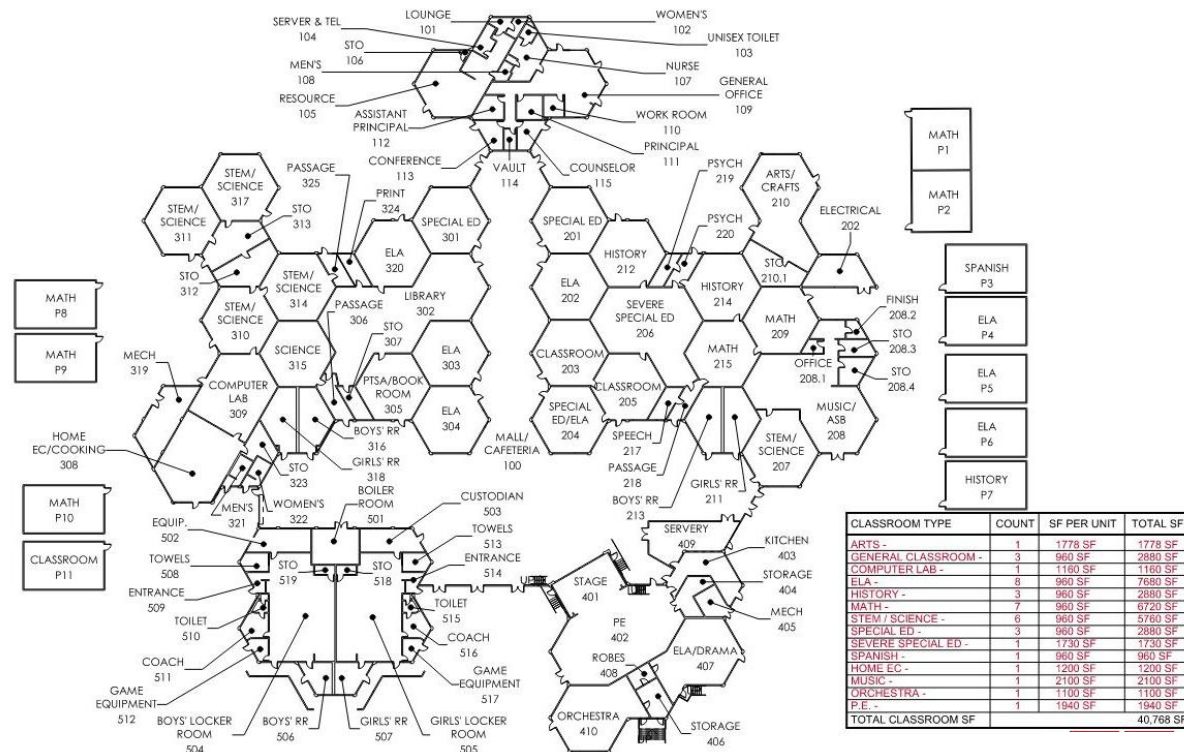 LOUNGE
101
WOMEN'S
102
SERVER & TEL
104
UNISEX TOILET
103
STO
106
MEN'S
108
NURSE
107
RESOURCE
105
GENERAL
OFFICE
109
ASSISTANT
PRINCIPAL
112
WORK ROOM
110
PRINCIPAL
111
CONFERENCE
113
VAULT
114
COUNSELOR
115
MATH
P1
MATH
P2
STEM/
SCIENCE
317
PASSAGE
325
PRINT
324
STEM/
SCIENCE
311
STO
313
SPECIAL ED
301
SPECIAL ED
201
PSYCH
219
PSYCH
220
ARTS/
CRAFTS
210
ELECTRICAL
202
ELA
320
HISTORY
212
STO
312
STEM/
SCIENCE
314
LIBRARY
302
ELA
202
STO
210.1
HISTORY
214
SPANISH
P3
MATH
P8
STEM/
SCIENCE
310
PASSAGE
306
STO
307
SEVERE
SPECIAL ED
206
MATH
209
FINISH
208.2
STO
208.3
ELA
P4
MATH
P9
MECH
319
SCIENCE
315
ELA
303
CLASSROOM
203
MATH
215
OFFICE
208.1
STO
208.4
ELA
P5
COMPUTER
LAB
309
PTSA/BOOK
ROOM
305
CLASSROOM
205
MUSIC/
ASB
208
ELA
304
SPECIAL
ED/ELA
204
ELA
P6
HOME
EC/COOKING
308
BOYS' RR
316
GIRLS' RR
318
STO
323
MALL/
CAFETERIA
100
SPEECH
217
PASSAGE
218
STEM/
SCIENCE
207
BOYS' RR
213
GIRLS' RR
211
HISTORY
P7
MATH
P10
MEN'S
321
WOMEN'S
322
BOILER
ROOM
501
CUSTODIAN
503
CLASSROOM
P11
EQUIP.
502
TOWELS
513
SERVERY
409
KITCHEN
403
TOWELS
508
STO
519
STO
518
ENTRANCE
514
STORAGE
404
ENTRANCE
509
STAGE
401
MECH
405
TOILET
510
TOILET
515
PE
402
COACH
511
COACH
516
ELA/DRAMA
407
ROBES
408
GAME
EQUIPMENT
512
GAME
EQUIPMENT
517
ORCHESTRA
410
STORAGE
406
BOYS' LOCKER
ROOM
504
BOYS' RR
506
GIRLS' RR
507
GIRLS' LOCKER
ROOM
505
CLASSROOM TYPE COUNT SF PER UNIT TOTAL SF
ARTS - 1 1778 SF 1778 SF
GENERAL CLASSROOM - 3 960 SF 2880 SF
COMPUTER LAB - 1 1160 SF 1160 SF
ELA - 8 960 SF 7680 SF
HISTORY - 3 960 SF 2880 SF
MATH - 7 960 SF 6720 SF
STEM / SCIENCE - 6 960 SF 5760 SF
SPECIAL ED - 3 960 SF 2880 SF
SEVERE SPECIAL ED - 1 1730 SF 1730 SF
SPANISH - 1 960 SF 960 SF
HOME EC - 1 1200 SF 1200 SF
MUSIC - 1 2100 SF 2100 SF
ORCHESTRA - 1 1100 SF 1100 SF
P.E. - 1 1940 SF 1940 SF
TOTAL CLASSROOM SF 40,768 SF